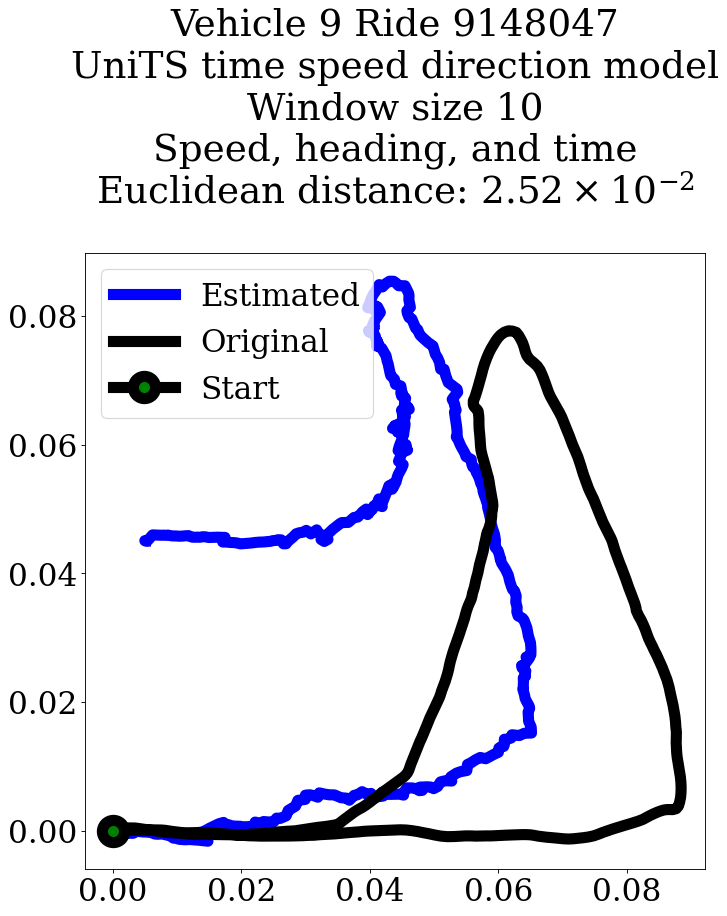 Vehicle 9 Ride 9148047
UniTS time speed direction model
Window size 10
Speed, heading, and time
Euclidean distance: 2.52 × 10⁻²
Estimated
Original
Start
0.08
0.06
0.04
0.02
0.00
0.00 0.02 0.04 0.06 0.08